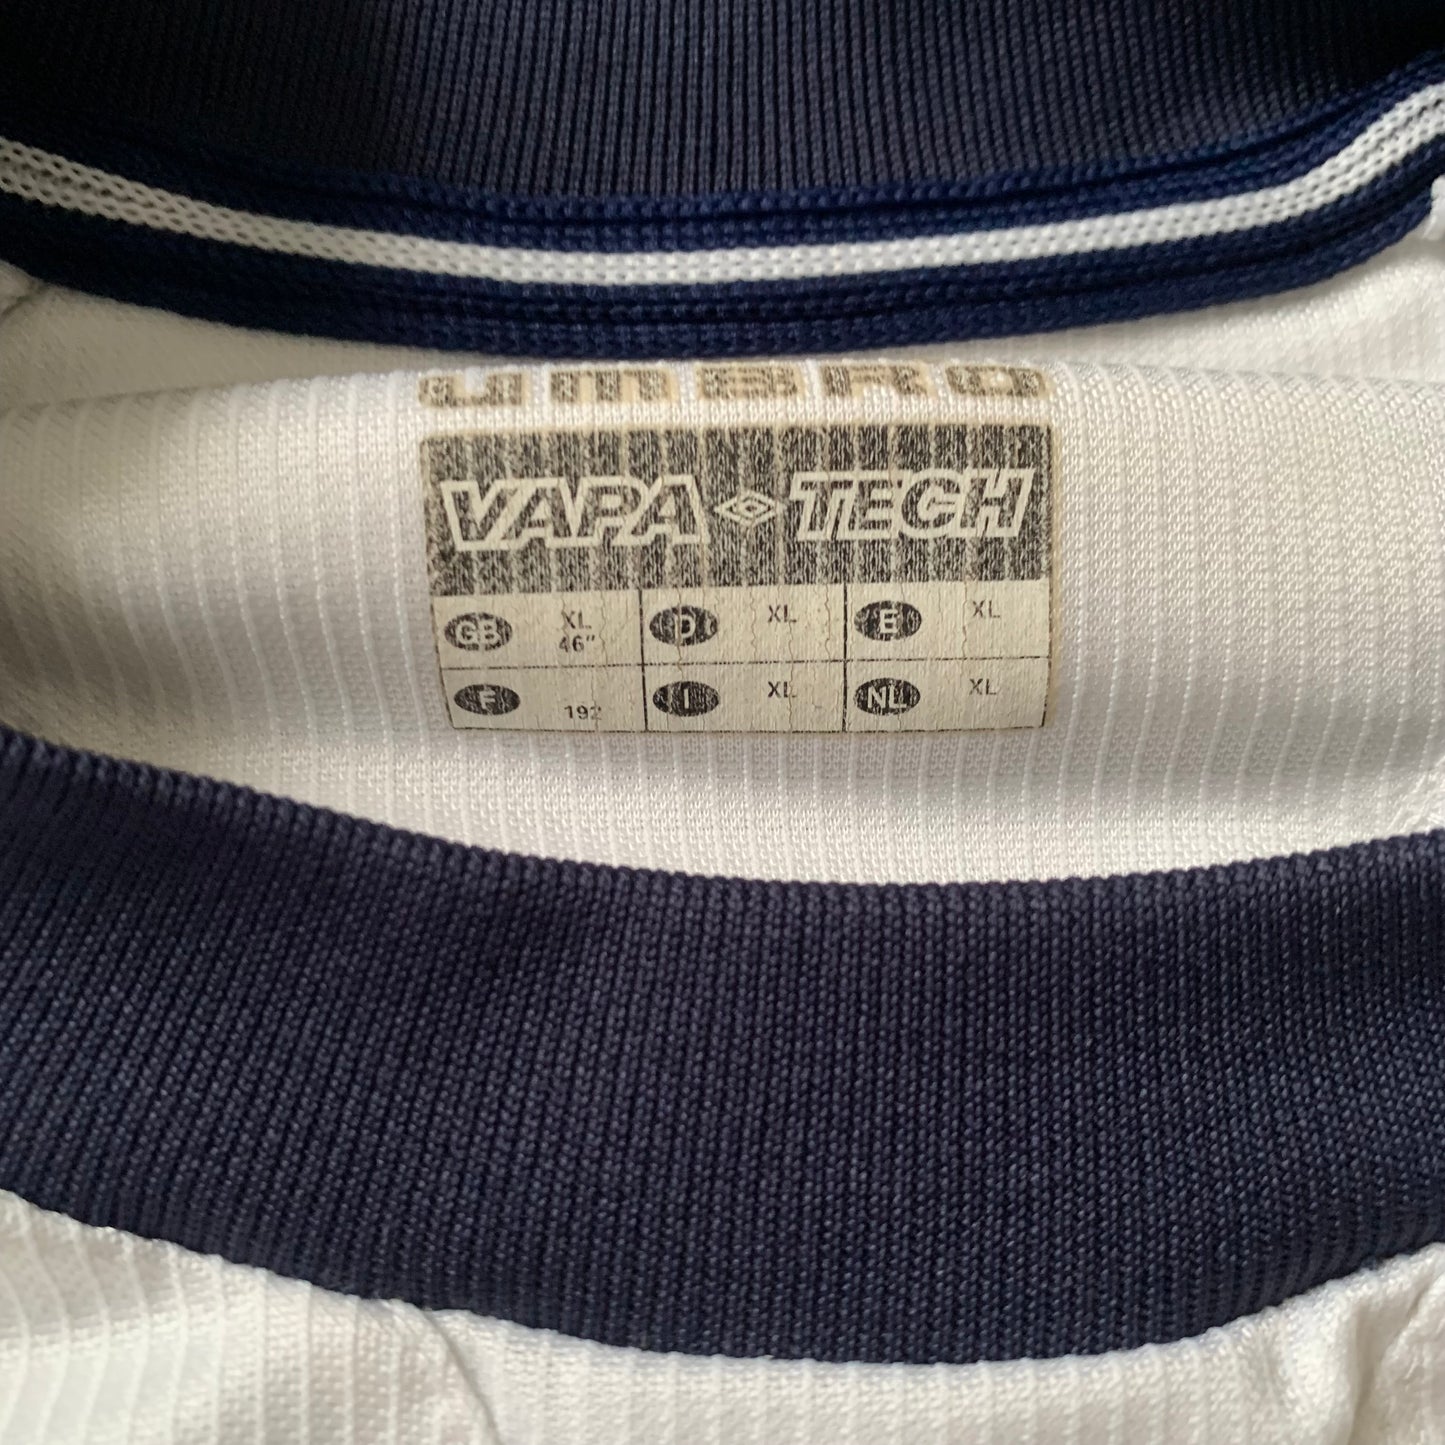 UMBRO
VAPA TECH
GB XL 46" D XL E XL
F 192 I XL NL XL